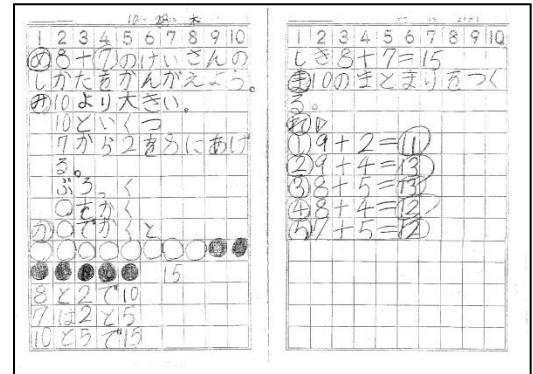 10 28 木
1 2 3 4 5 6 7 8 9 10
め 8+7のけいさんの
しかたをかんがえよう。
み 10より大きい。
10といくつ
7から2を8にあげ
る。
ぶろっく
○でかく
か ○でかくと
○○○○○○○○●●
●●●●● 15
8と2で10
7は2と5
10と5で15
1 2 3 4 5 6 7 8 9 10
しき8+7=15
ま 10のまとまりをつく
る。
①9+2=11
②9+4=13
③8+5=13
④8+4=12
⑤7+5=12